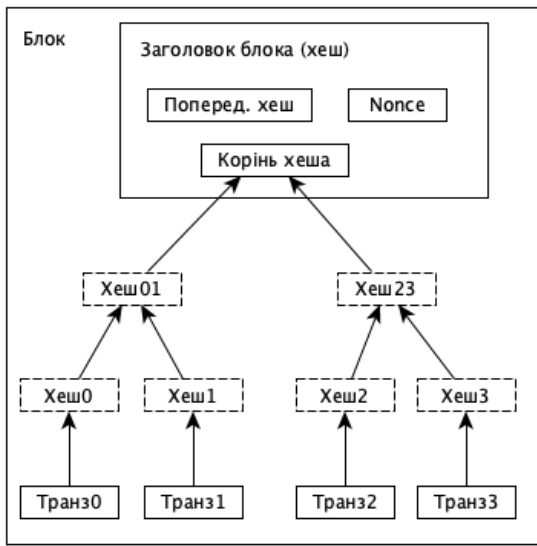 Блок
Заголовок блока (хеш)
Поперед. хеш
Nonce
Корінь хеша
Хеш01
Хеш23
Хеш0
Хеш1
Хеш2
Хеш3
Транз0
Транз1
Транз2
Транз3